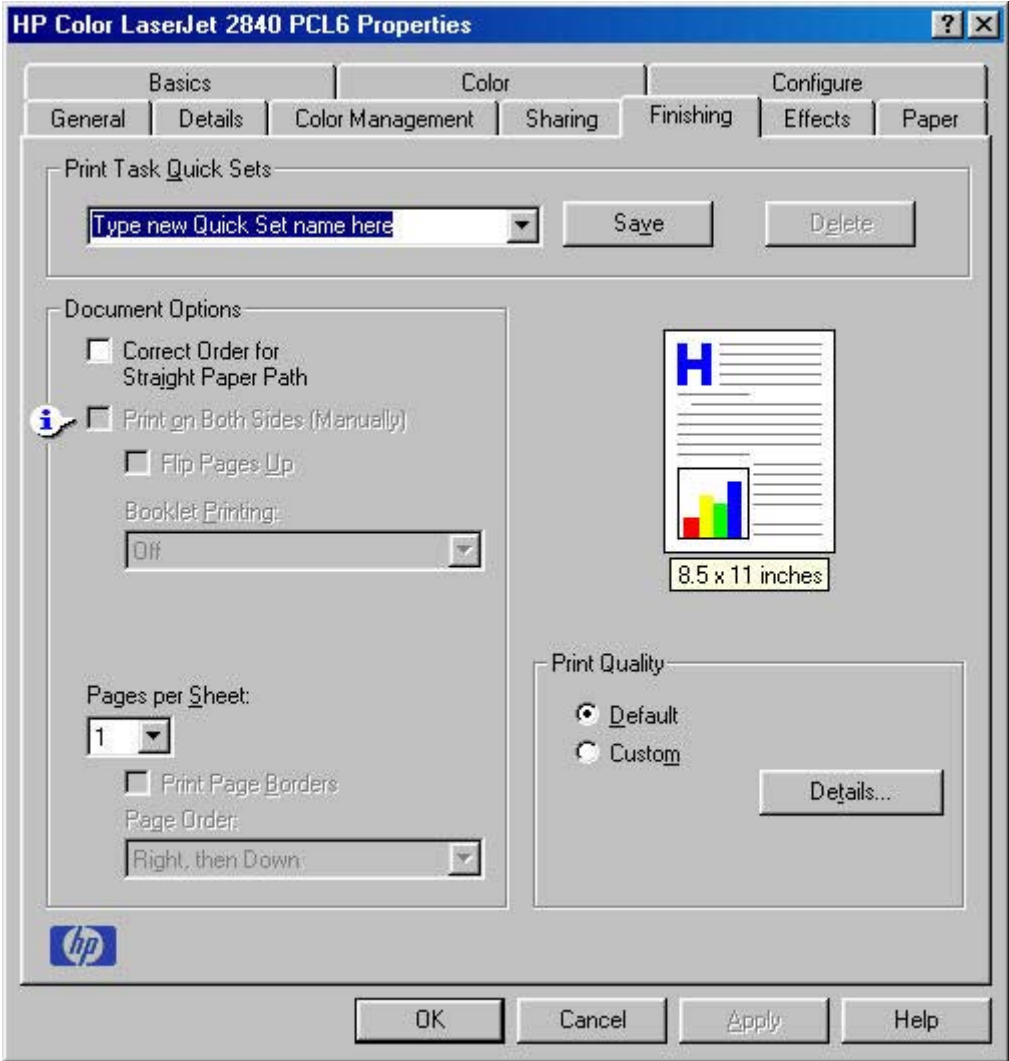 HP Color LaserJet 2840 PCL6 Properties
? X
Basics Color Configure
General Details Color Management Sharing Finishing Effects Paper
Print Task Quick Sets
Type new Quick Set name here Save Delete
Document Options
Correct Order for
Straight Paper Path
Print on Both Sides (Manually)
Flip Pages Up
Booklet Printing:
Off
H
8.5 x 11 inches
Pages per Sheet:
1
Print Page Borders
Page Order:
Right, then Down
Print Quality
Default
Custom
Details...
hp
OK Cancel Apply Help